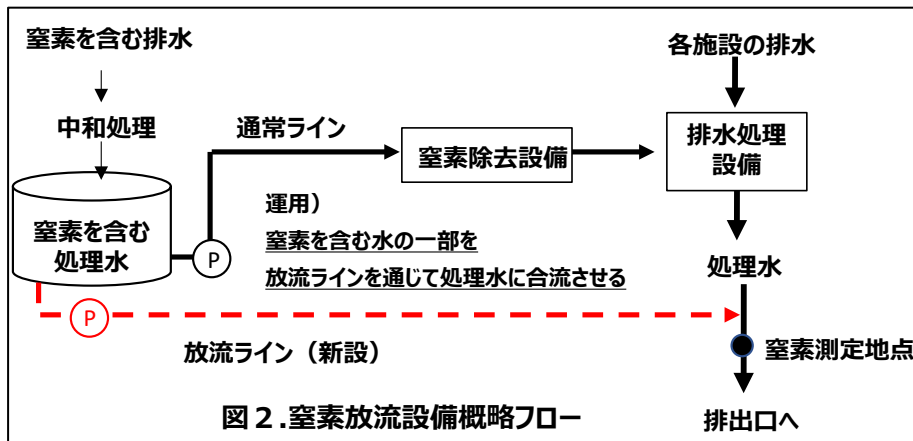 窒素を含む排水
中和処理
窒素を含む
処理水
P
通常ライン
窒素除去設備
各施設の排水
排水処理
設備
運用）
窒素を含む水の一部を
放流ラインを通じて処理水に合流させる
処理水
P
放流ライン（新設）
窒素測定地点
排出口へ
図２.窒素放流設備概略フロー